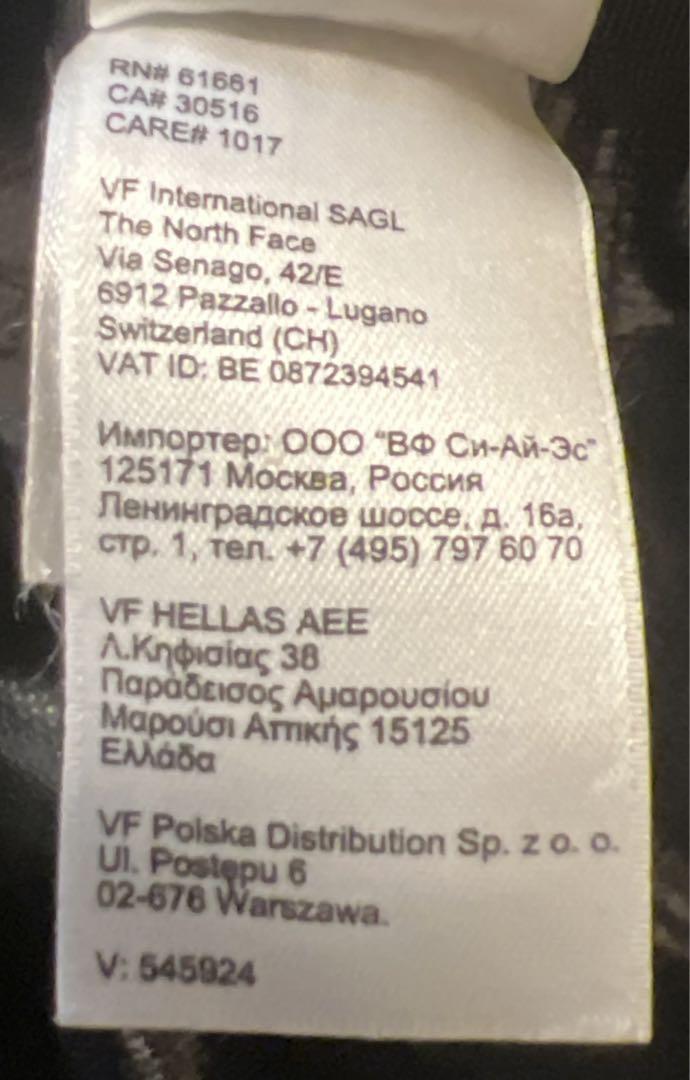 RN# 61661
CA# 30516
CARE# 1017
VF International SAGL
The North Face
Via Senago, 42/E
6912 Pazzallo - Lugano
Switzerland (CH)
VAT ID: BE 0872394541
Импортер: ООО "ВФ Си-Ай-Эс"
125171 Москва, Россия
Ленинградское шоссе, д. 16а,
стр. 1, тел. +7 (495) 797 60 70
VF HELLAS AEE
Λ.Κηφισίας 38
Παράδεισος Αμαρουσίου
Μαρούσι Αττικής 15125
Ελλάδα
VF Polska Distribution Sp. z o. o.
Ul. Postępu 6
02-676 Warszawa.
V: 545924